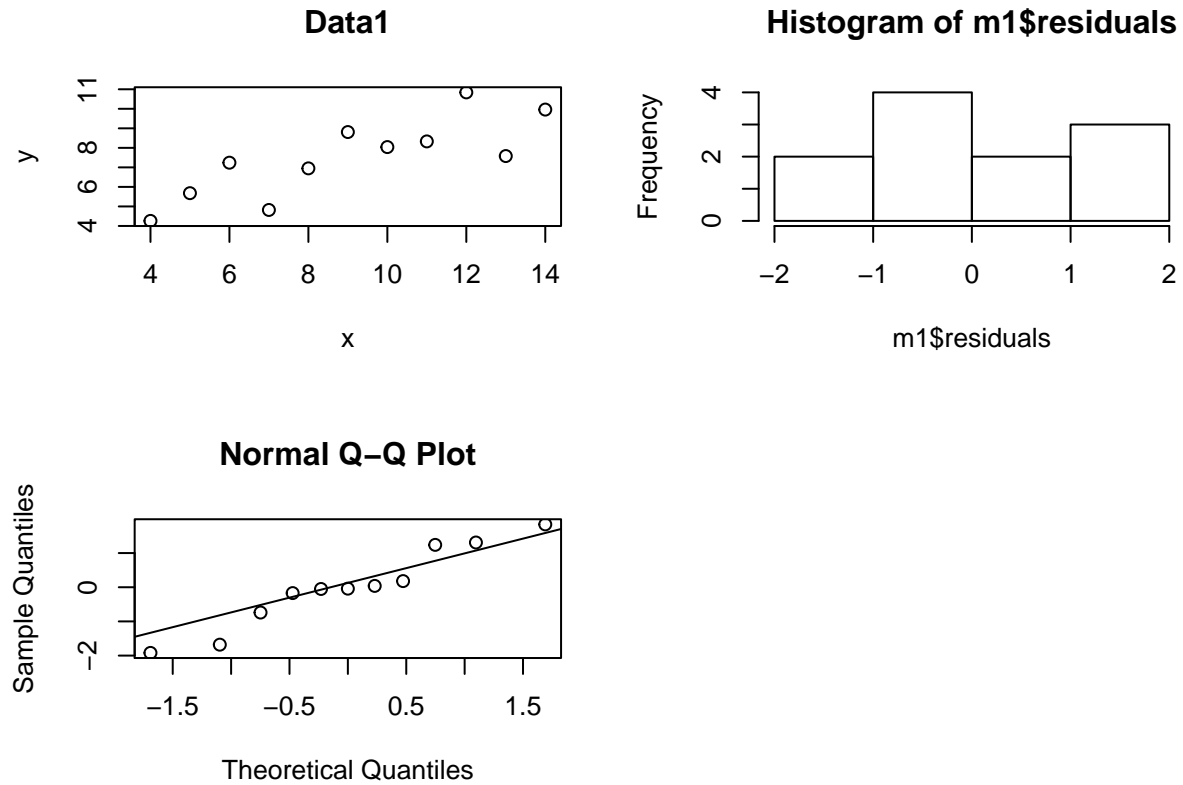 Data1
y
4 6 8 11
4 6 8 10 12 14
x
Histogram of m1$residuals
Frequency
0 2 4
−2 −1 0 1 2
m1$residuals
Normal Q−Q Plot
Sample Quantiles
−2 0
−1.5 −0.5 0.5 1.5
Theoretical Quantiles